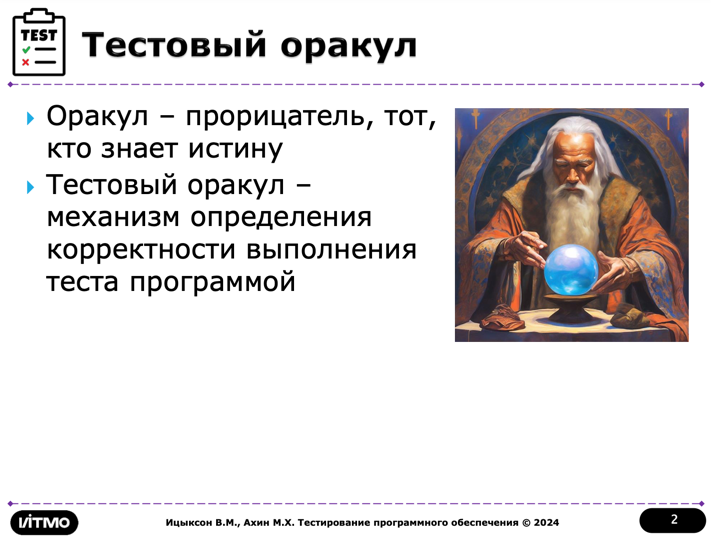 TEST
Тестовый оракул
Оракул – прорицатель, тот,
кто знает истину
Тестовый оракул –
механизм определения
корректности выполнения
теста программой
ИТМО
Ицыксон В.М., Ахин М.Х. Тестирование программного обеспечения © 2024
2